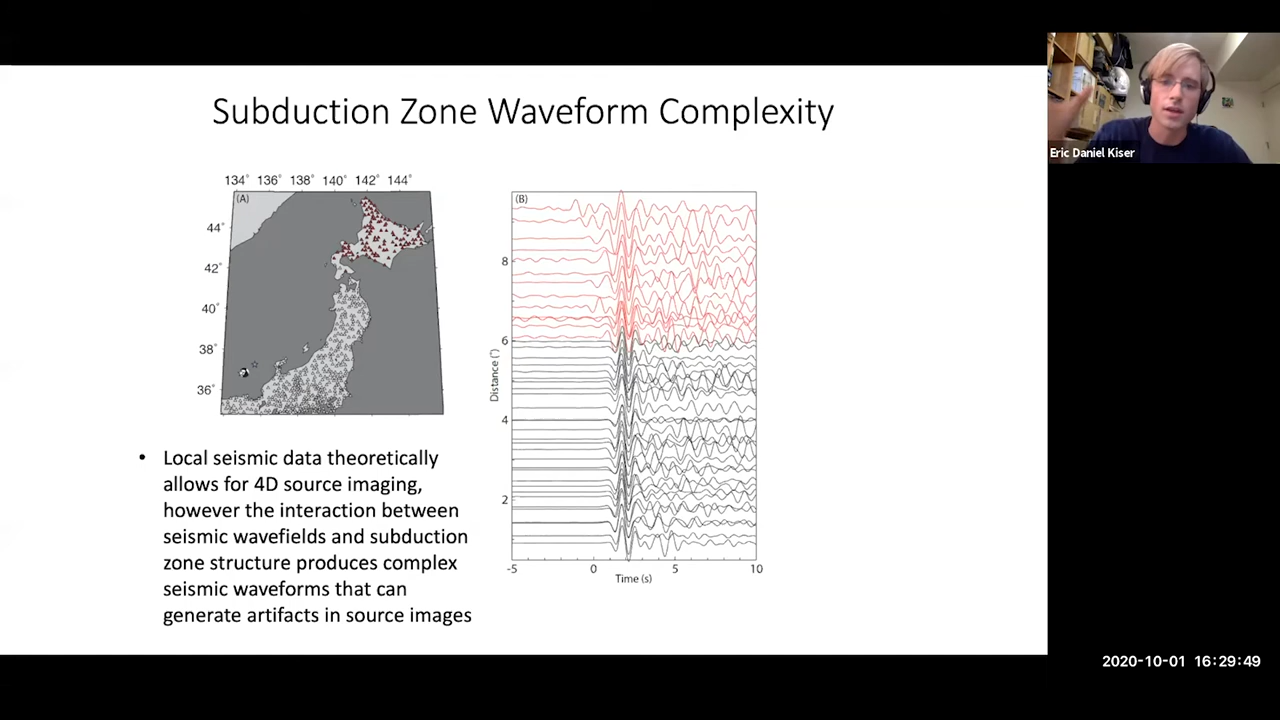 Subduction Zone Waveform Complexity
134° 136° 138° 140° 142° 144°
(A)
44°
42°
40°
38°
36°
(B)
8
6
4
2
Distance (°)
-5 0 5 10
Time (s)
• Local seismic data theoretically
allows for 4D source imaging,
however the interaction between
seismic wavefields and subduction
zone structure produces complex
seismic waveforms that can
generate artifacts in source images
Eric Daniel Kiser
2020-10-01 16:29:49